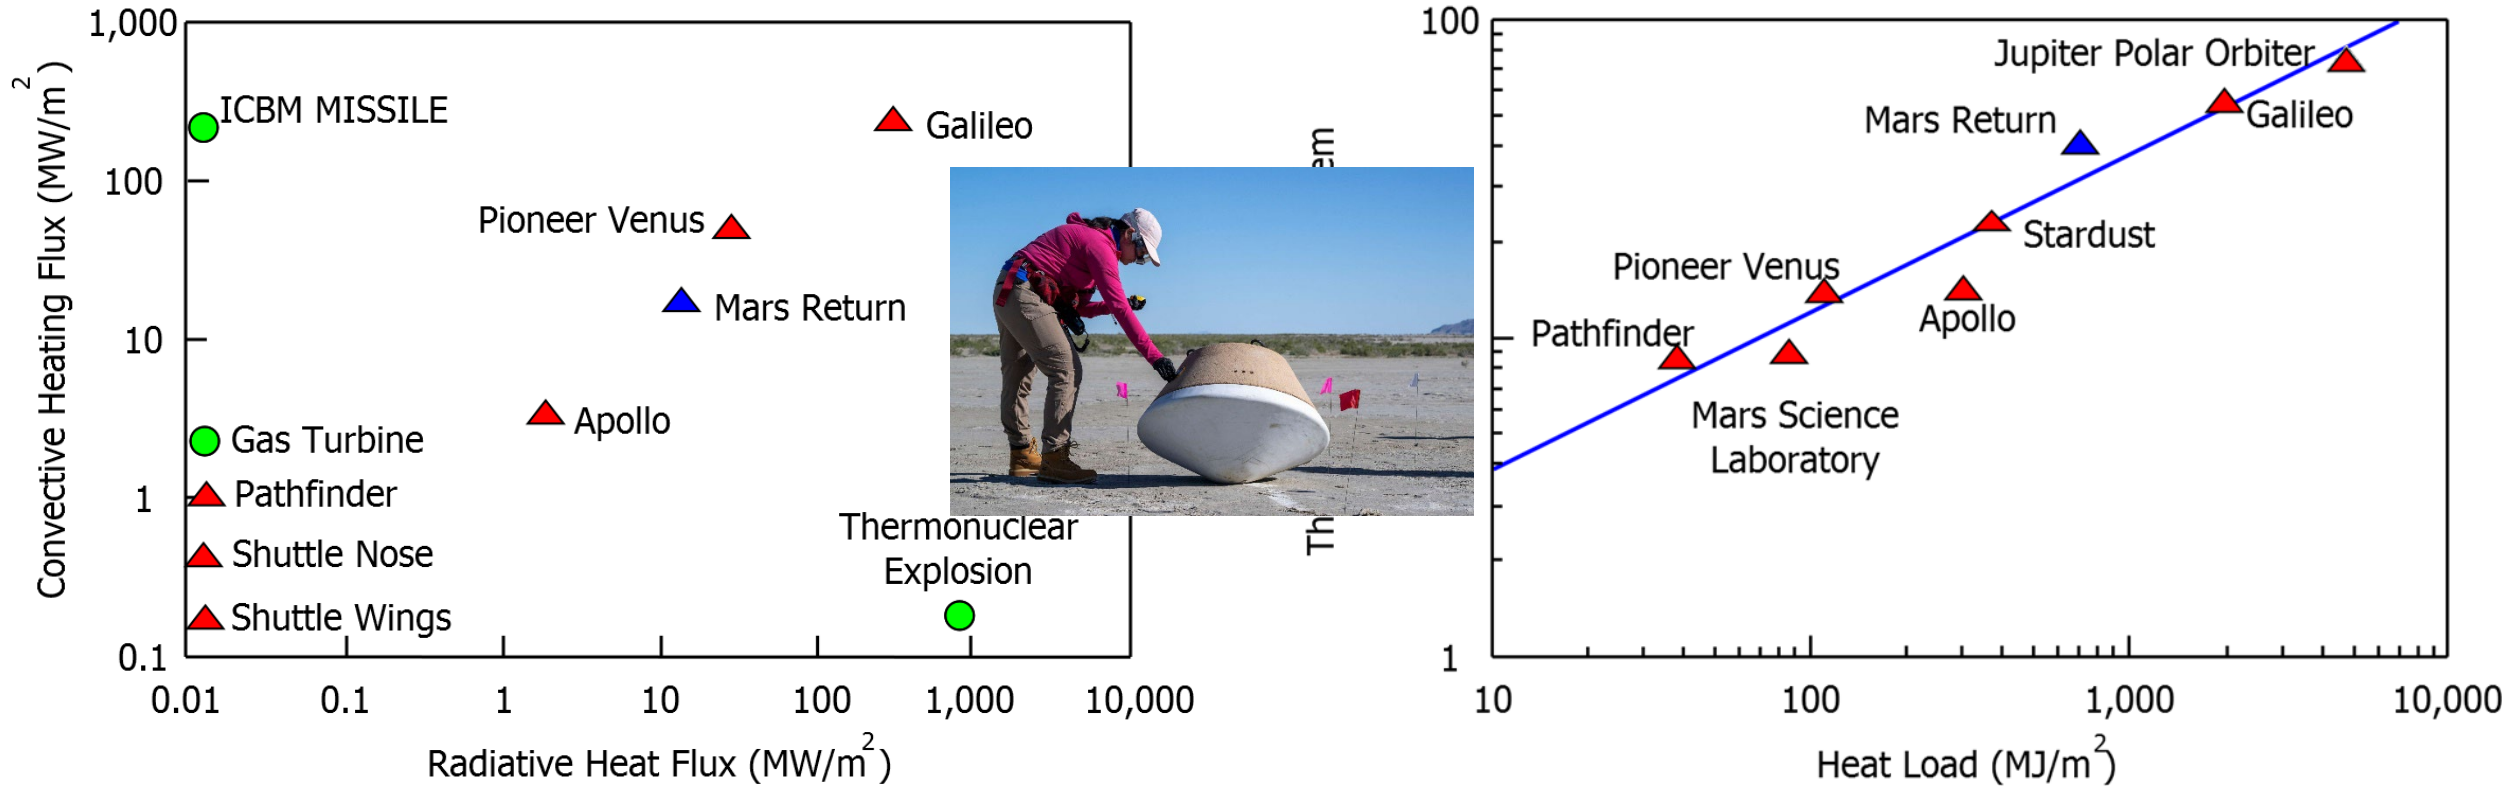 1,000
100
10
1
0.1
Convective Heating Flux (MW/m²)
ICBM MISSILE
Galileo
Pioneer Venus
Mars Return
Apollo
Gas Turbine
Pathfinder
Shuttle Nose
Shuttle Wings
Thermonuclear
Explosion
0.01 0.1 1 10 100 1,000 10,000
Radiative Heat Flux (MW/m²)
100
1
Jupiter Polar Orbiter
Mars Return
Galileo
Stardust
Pioneer Venus
Apollo
Pathfinder
Mars Science
Laboratory
10 100 1,000 10,000
Heat Load (MJ/m²)